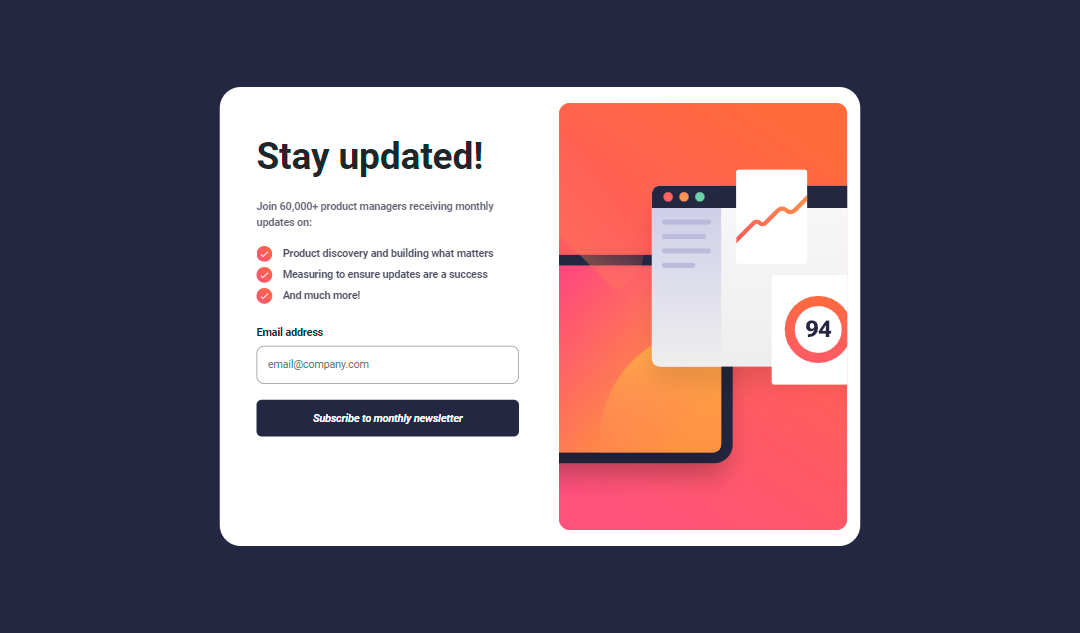 Stay updated!
Join 60,000+ product managers receiving monthly
updates on:
Product discovery and building what matters
Measuring to ensure updates are a success
And much more!
Email address
email@company.com
Subscribe to monthly newsletter
94